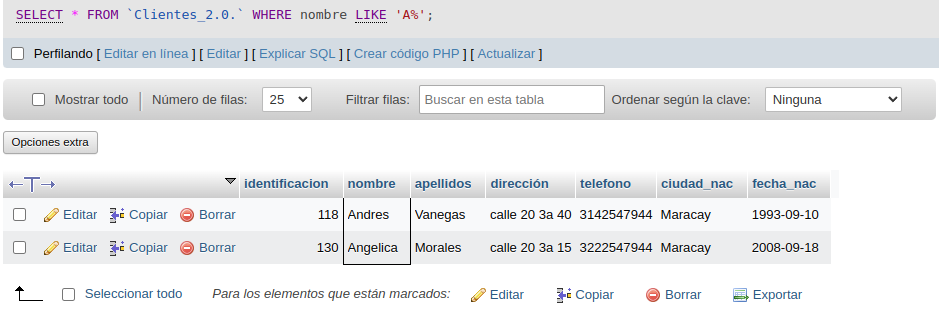 SELECT * FROM `Clientes_2.0.` WHERE nombre LIKE 'A%';
Perfilando [ Editar en línea ] [ Editar ] [ Explicar SQL ] [ Crear código PHP ] [ Actualizar ]
Mostrar todo | Número de filas: 25 Filtrar filas: Buscar en esta tabla Ordenar según la clave: Ninguna
Opciones extra
←T→ identificacion nombre apellidos dirección telefono ciudad_nac fecha_nac
Editar Copiar Borrar 118 Andres Vanegas calle 20 3a 40 3142547944 Maracay 1993-09-10
Editar Copiar Borrar 130 Angelica Morales calle 20 3a 15 3222547944 Maracay 2008-09-18
Seleccionar todo Para los elementos que están marcados: Editar Copiar Borrar Exportar